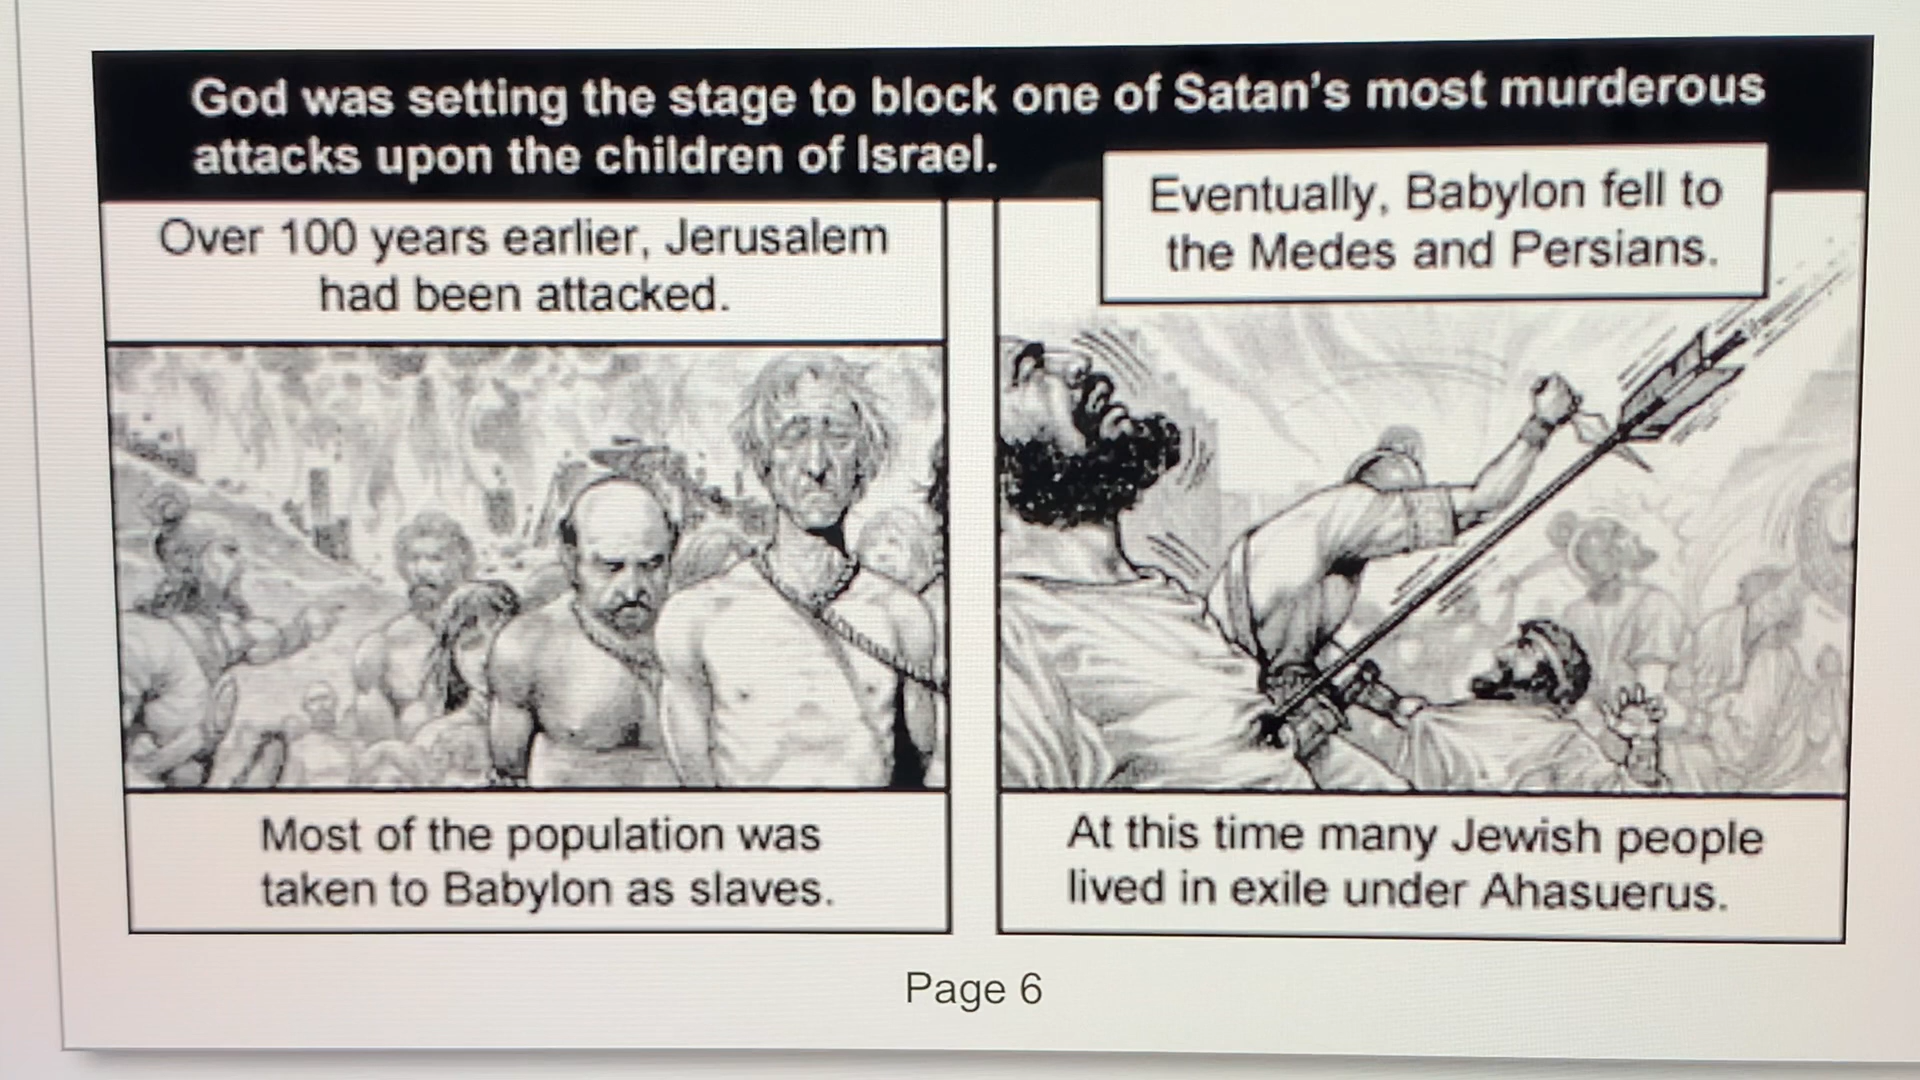 God was setting the stage to block one of Satan's most murderous
attacks upon the children of Israel.
Over 100 years earlier, Jerusalem
had been attacked.
Most of the population was
taken to Babylon as slaves.
Eventually, Babylon fell to
the Medes and Persians.
At this time many Jewish people
lived in exile under Ahasuerus.
Page 6